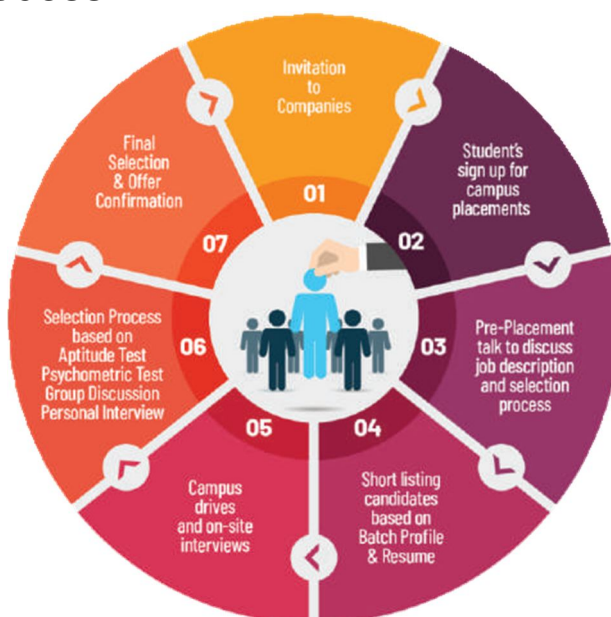 Invitation
to
Companies
01
Student's
sign up for
campus
placements
02
Pre-Placement
talk to discuss
job description
and selection
process
03
Short listing
candidates
based on
Batch Profile
& Resume
04
Campus
drives
and on-site
interviews
05
Selection Process
based on
Aptitude Test
Psychometric Test
Group Discussion
Personal Interview
06
Final
Selection
& Offer
Confirmation
07